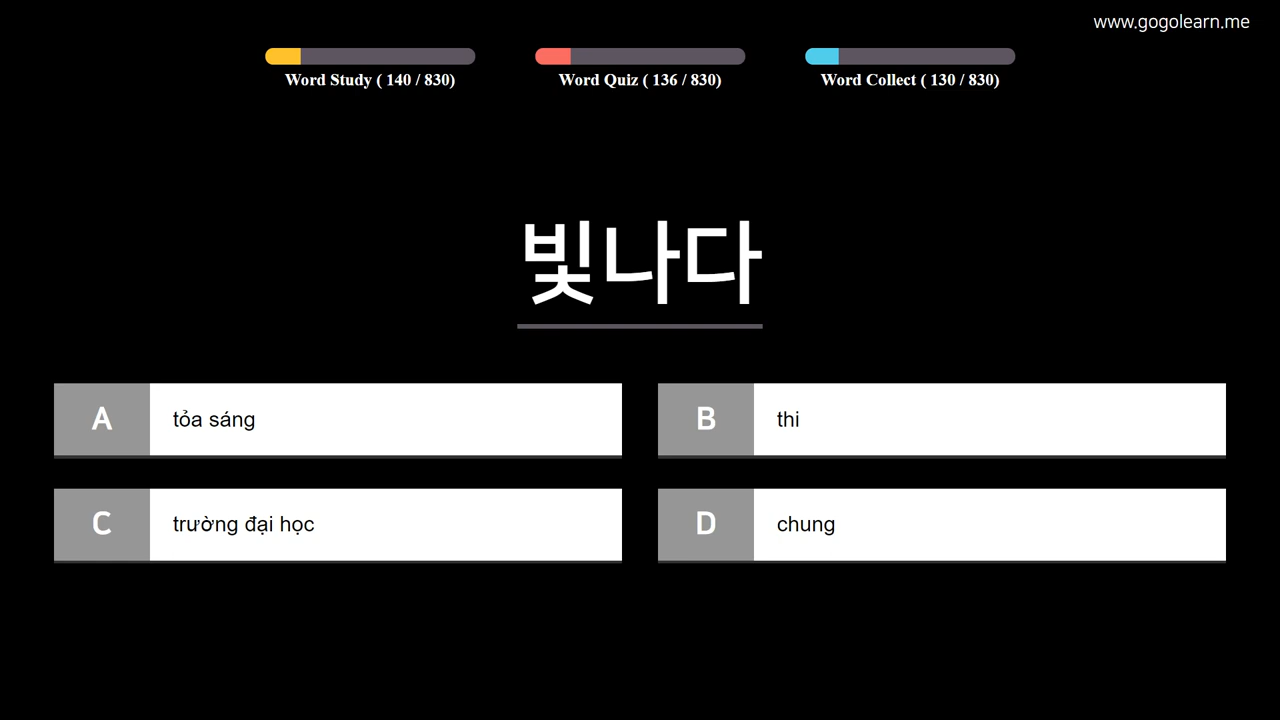 www.gogolearn.me
Word Study ( 140 / 830)
Word Quiz ( 136 / 830)
Word Collect ( 130 / 830)
빛나다
A tỏa sáng
B thi
C trường đại học
D chung